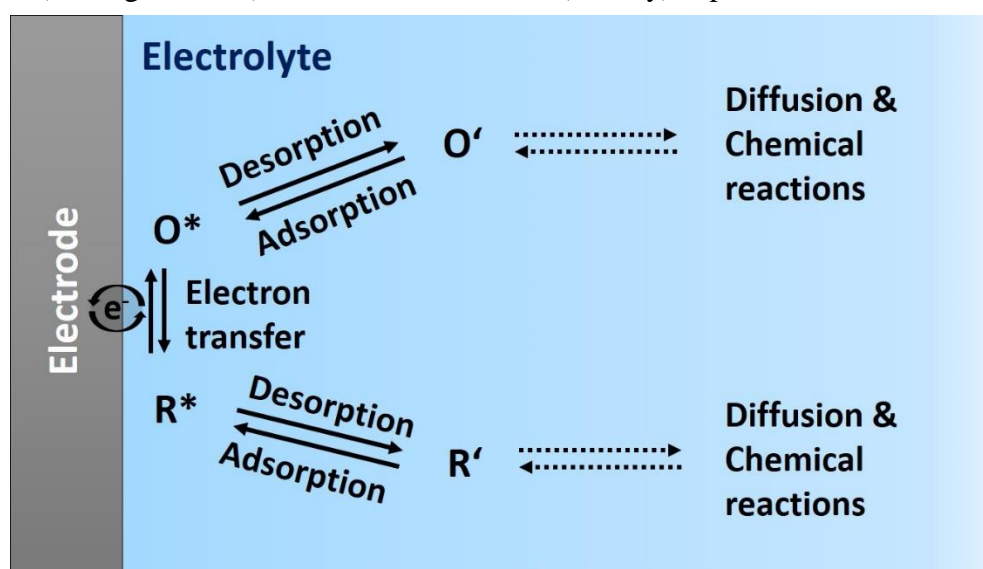 Electrolyte
Desorption
Adsorption
O‘
Diffusion &
Chemical
reactions
O*
Electrode
e-
Electron
transfer
R*
Desorption
Adsorption
R‘
Diffusion &
Chemical
reactions